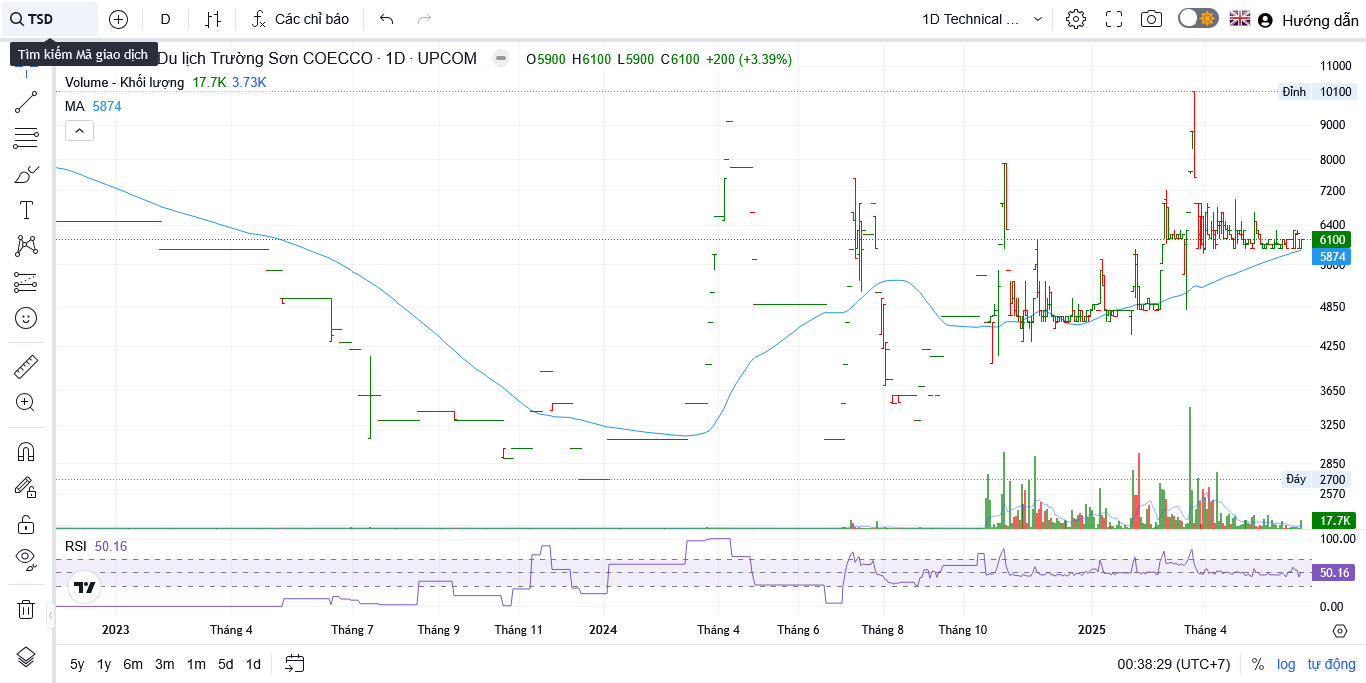 TSD
D
Các chỉ báo
1D Technical ...
Hướng dẫn
Tìm kiếm Mã giao dịch
Du lịch Trường Sơn COECCO · 1D · UPCOM
O5900 H6100 L5900 C6100 +200 (+3.39%)
Volume - Khối lượng 17.7K 3.73K
MA 5874
11000
Đỉnh 10100
9000
8000
7200
6400
6100
5874
4850
4250
3650
3250
2850
Đáy 2700
2570
17.7K
RSI 50.16
100.00
50.16
0.00
2023 Tháng 4 Tháng 7 Tháng 9 Tháng 11 2024 Tháng 4 Tháng 6 Tháng 8 Tháng 10 2025 Tháng 4
5y 1y 6m 3m 1m 5d 1d
00:38:29 (UTC+7) % log tự động